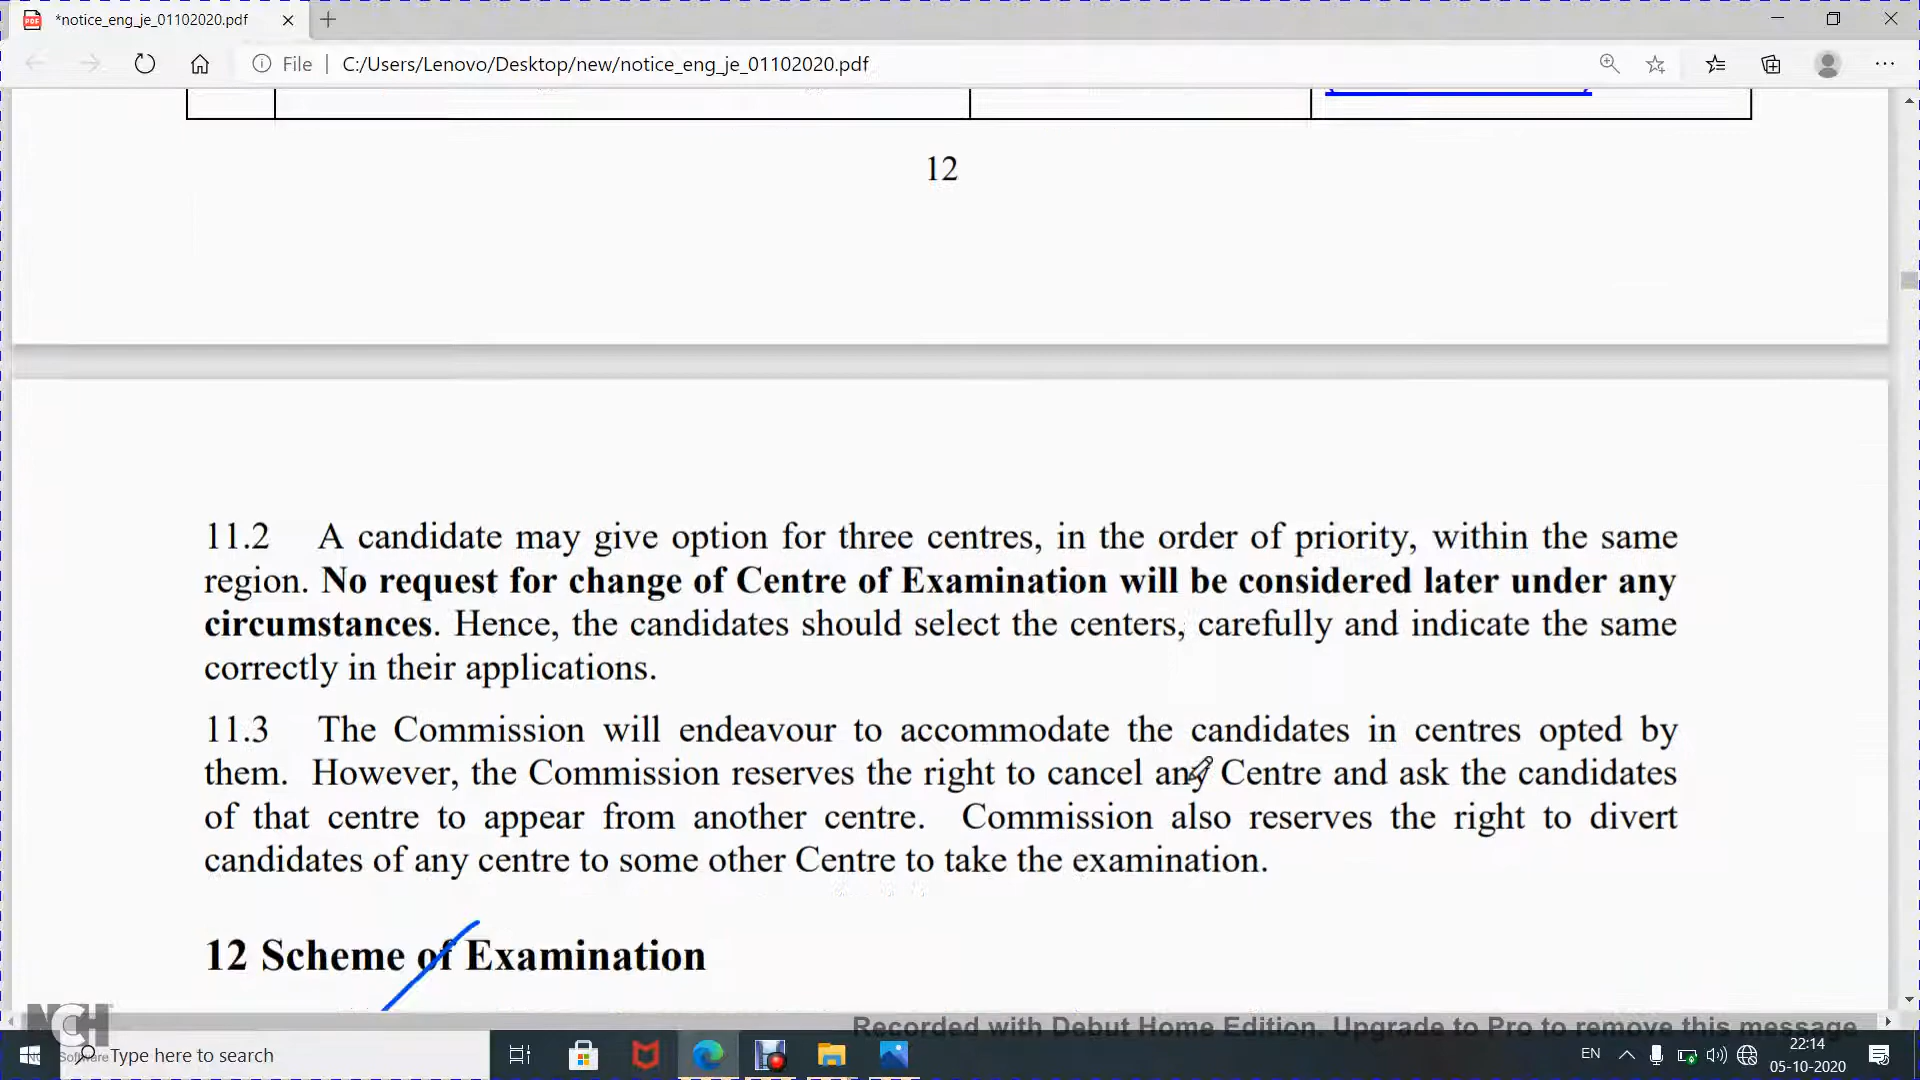 *notice_eng_je_01102020.pdf
File
C:/Users/Lenovo/Desktop/new/notice_eng_je_01102020.pdf
12
11.2 A candidate may give option for three centres, in the order of priority, within the same
region. No request for change of Centre of Examination will be considered later under any
circumstances. Hence, the candidates should select the centers, carefully and indicate the same
correctly in their applications.
11.3 The Commission will endeavour to accommodate the candidates in centres opted by
them. However, the Commission reserves the right to cancel any Centre and ask the candidates
of that centre to appear from another centre. Commission also reserves the right to divert
candidates of any centre to some other Centre to take the examination.
12 Scheme of Examination
NCH
Recorded with Debut Home Edition. Upgrade to Pro to remove this message
Software
Type here to search
EN
22:14
05-10-2020